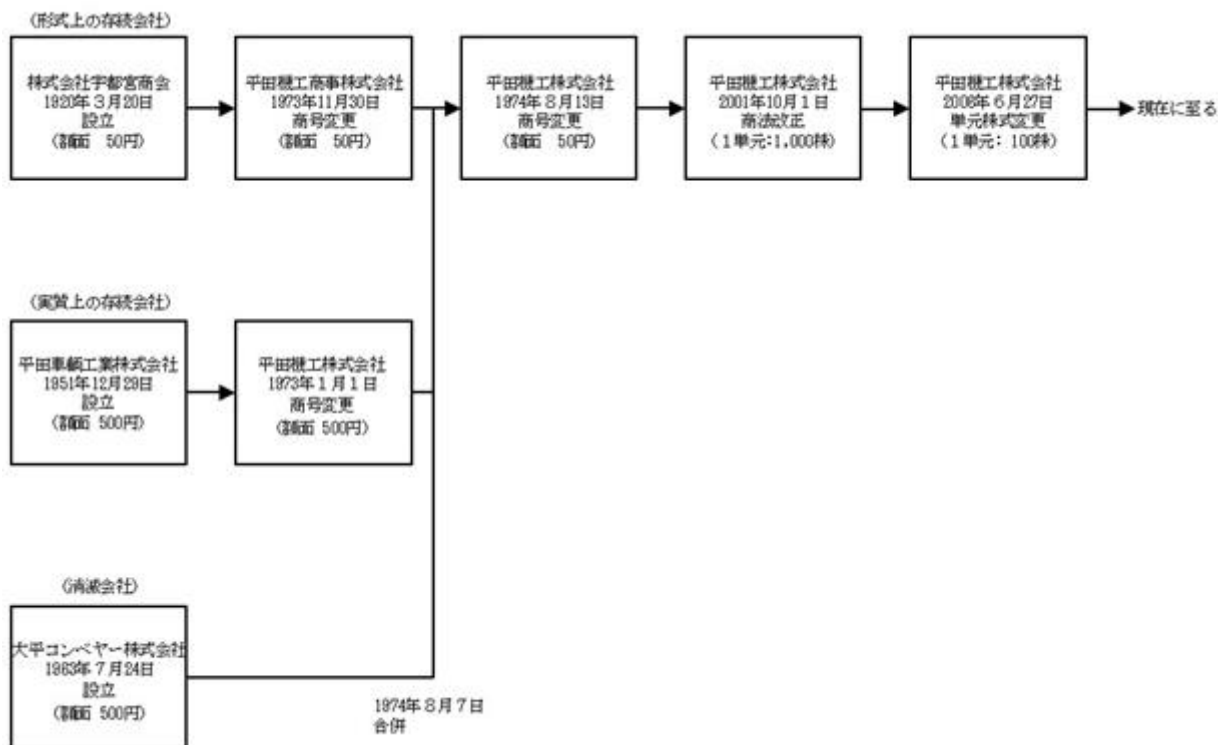 (形式上の存続会社)
株式会社宇都宮商会
1920年3月20日
設立
(額面 50円)
平田機工商事株式会社
1973年11月30日
商号変更
(額面 50円)
平田機工株式会社
1974年8月13日
商号変更
(額面 50円)
平田機工株式会社
2001年10月1日
商法改正
(1単元:1,000株)
平田機工株式会社
2006年6月27日
単元株式変更
(1単元: 100株)
現在に至る
(実質上の存続会社)
平田車輌工業株式会社
1951年12月29日
設立
(額面 500円)
平田機工株式会社
1973年1月1日
商号変更
(額面 500円)
(消滅会社)
太平コンベヤー株式会社
1963年7月24日
設立
(額面 500円)
1974年8月7日
合併